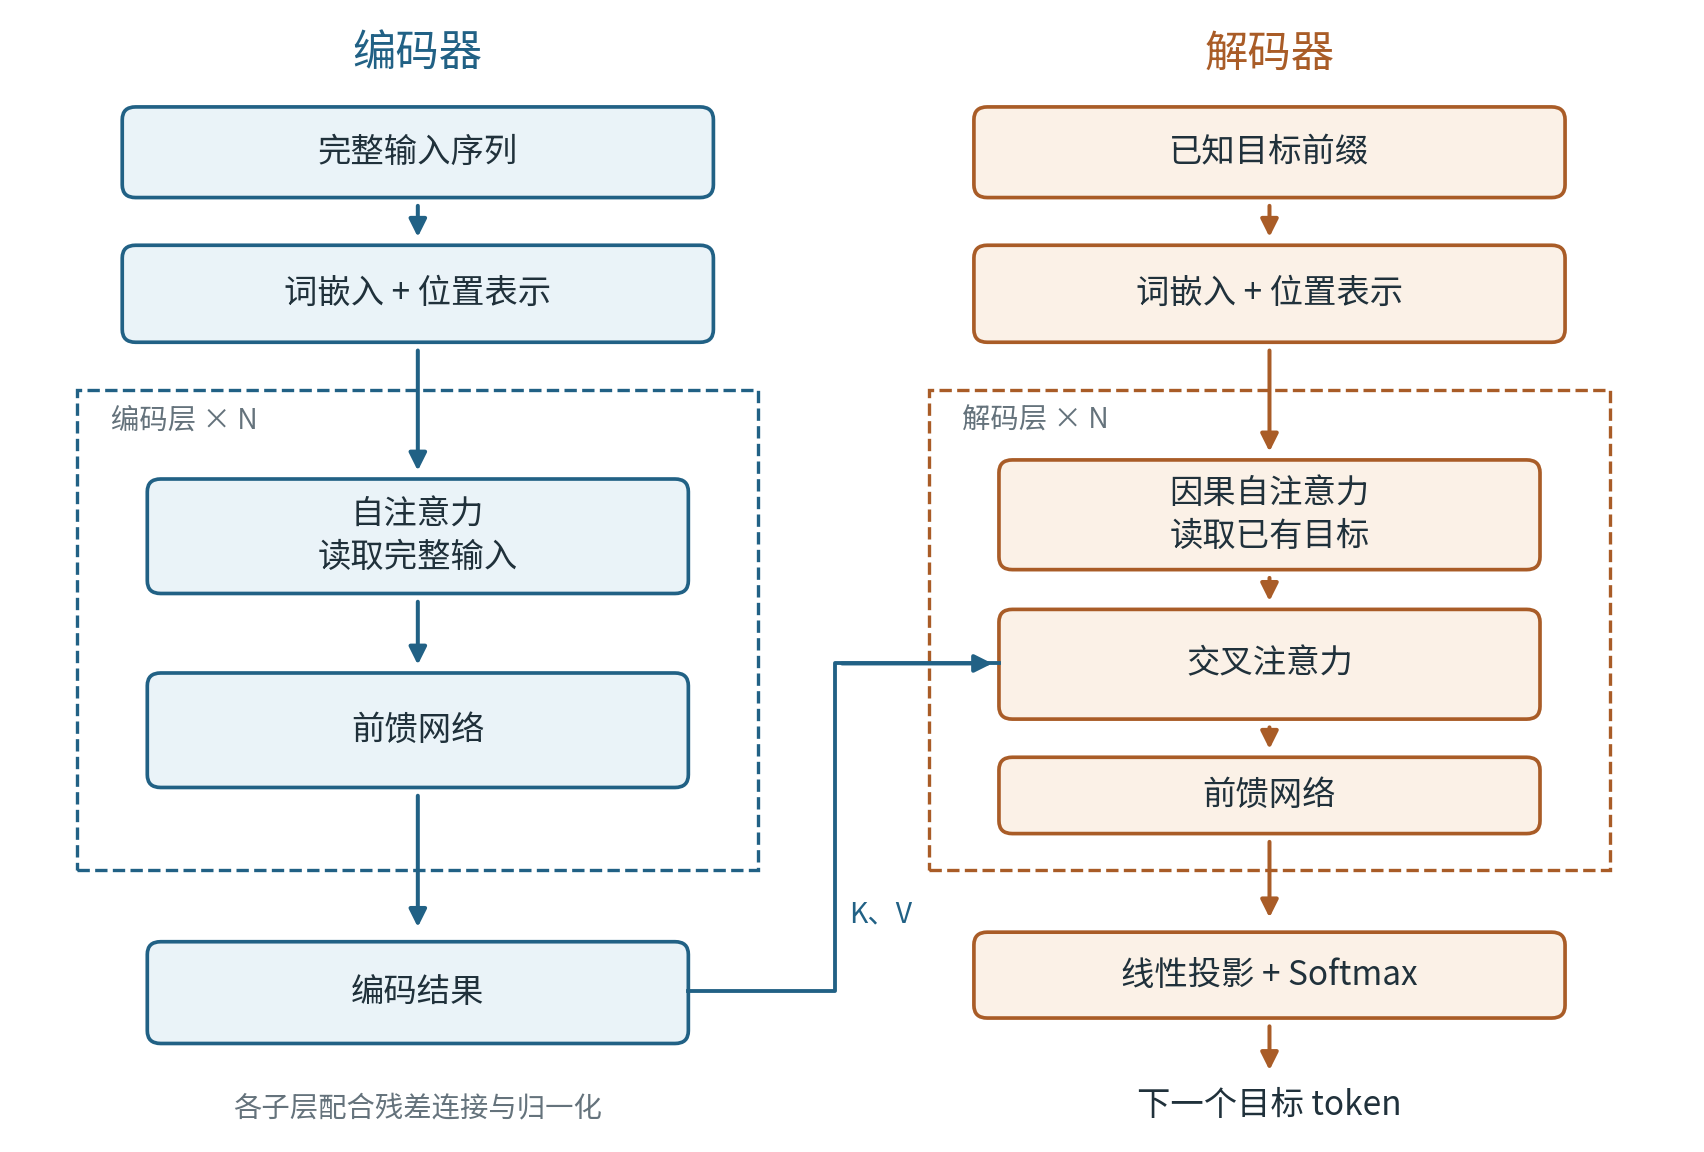 编码器
完整输入序列
词嵌入 + 位置表示
编码层 × N
自注意力
读取完整输入
前馈网络
编码结果
各子层配合残差连接与归一化
K、V
解码器
已知目标前缀
词嵌入 + 位置表示
解码层 × N
因果自注意力
读取已有目标
交叉注意力
前馈网络
线性投影 + Softmax
下一个目标 token